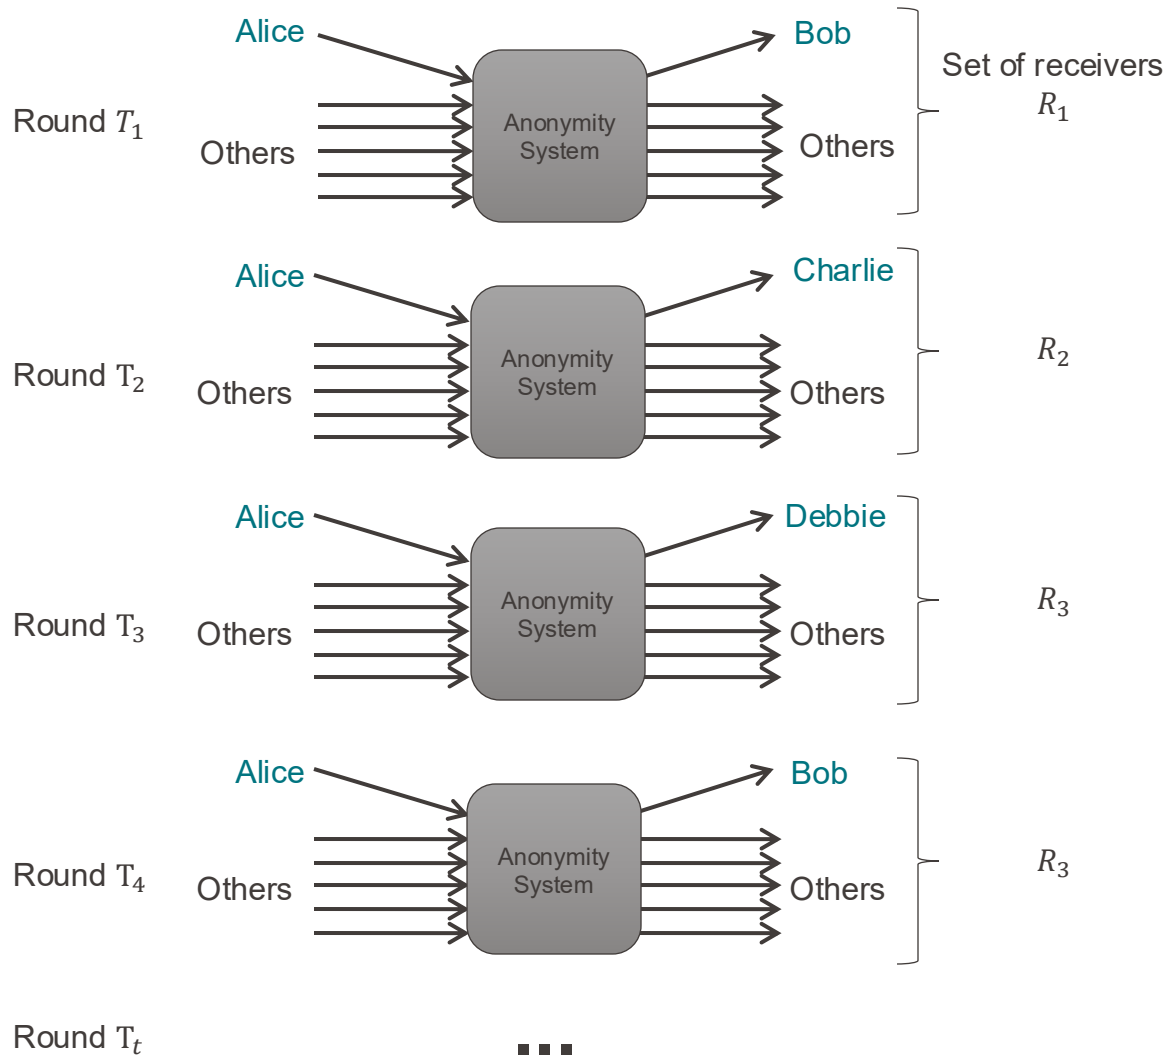 Alice
Bob
Set of receivers
Round T₁
Anonymity
System
R₁
Others
Others
Alice
Charlie
Round T₂
Anonymity
System
R₂
Others
Others
Alice
Debbie
Round T₃
Anonymity
System
R₃
Others
Others
Alice
Bob
Round T₄
Anonymity
System
R₃
Others
Others
Round Tₜ
...